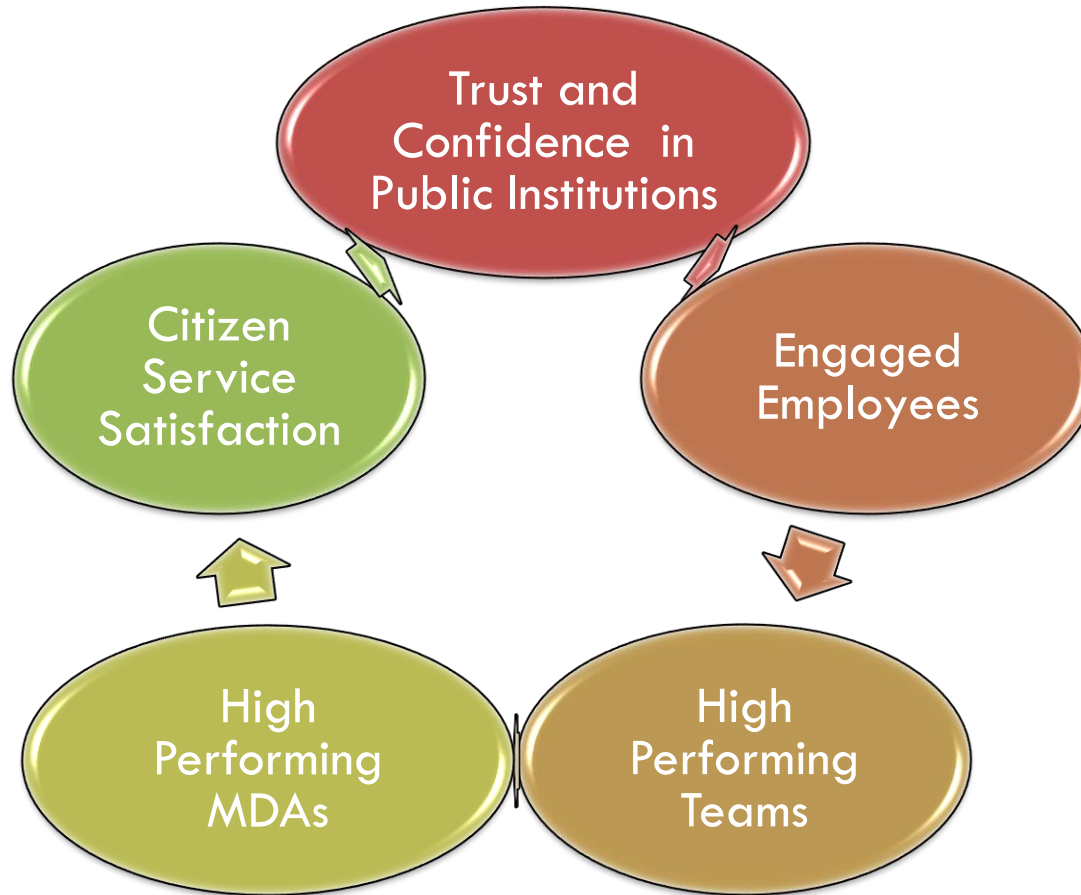 Trust and
Confidence in
Public Institutions
Engaged
Employees
High
Performing
Teams
High
Performing
MDAs
Citizen
Service
Satisfaction